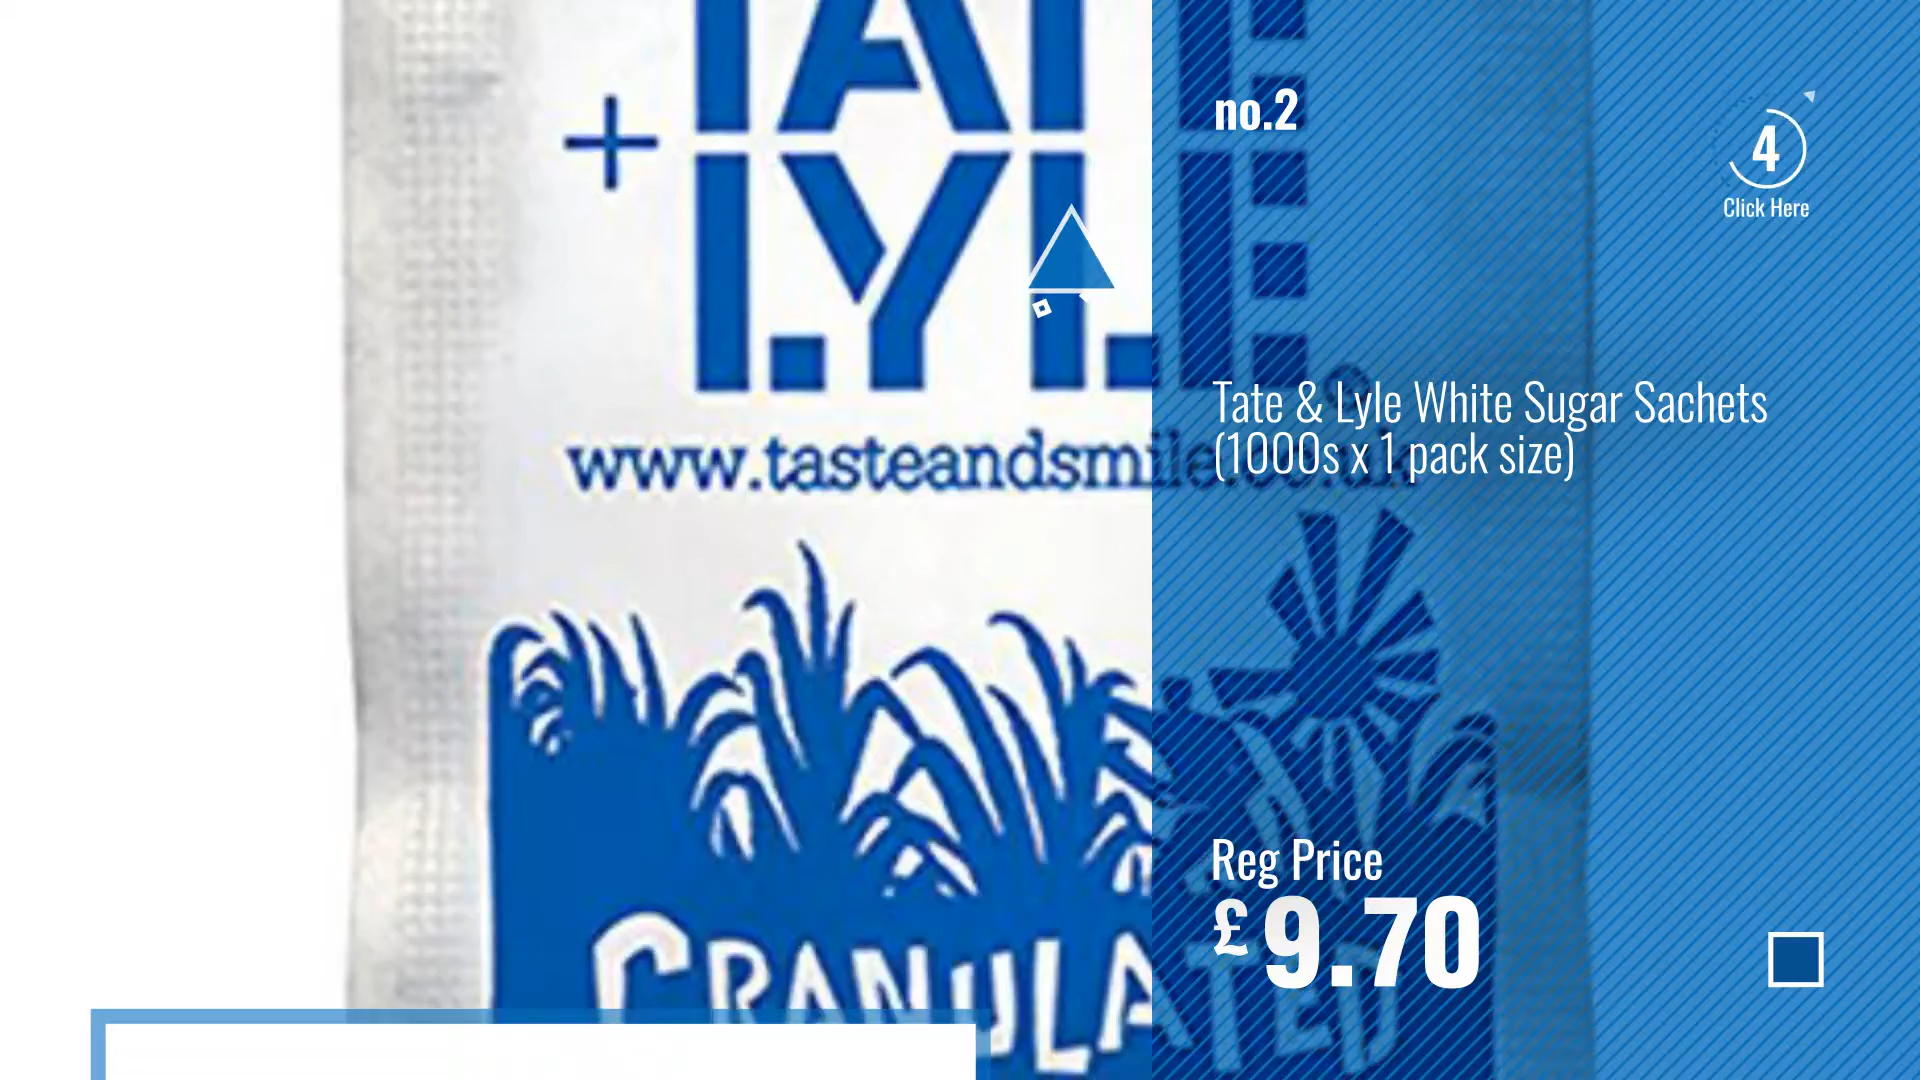 TATE
+ LYLE
www.tasteandsmile.co.uk
GRANULATED
no.2
4
Click Here
Tate & Lyle White Sugar Sachets
(1000s x 1 pack size)
Reg Price
£9.70